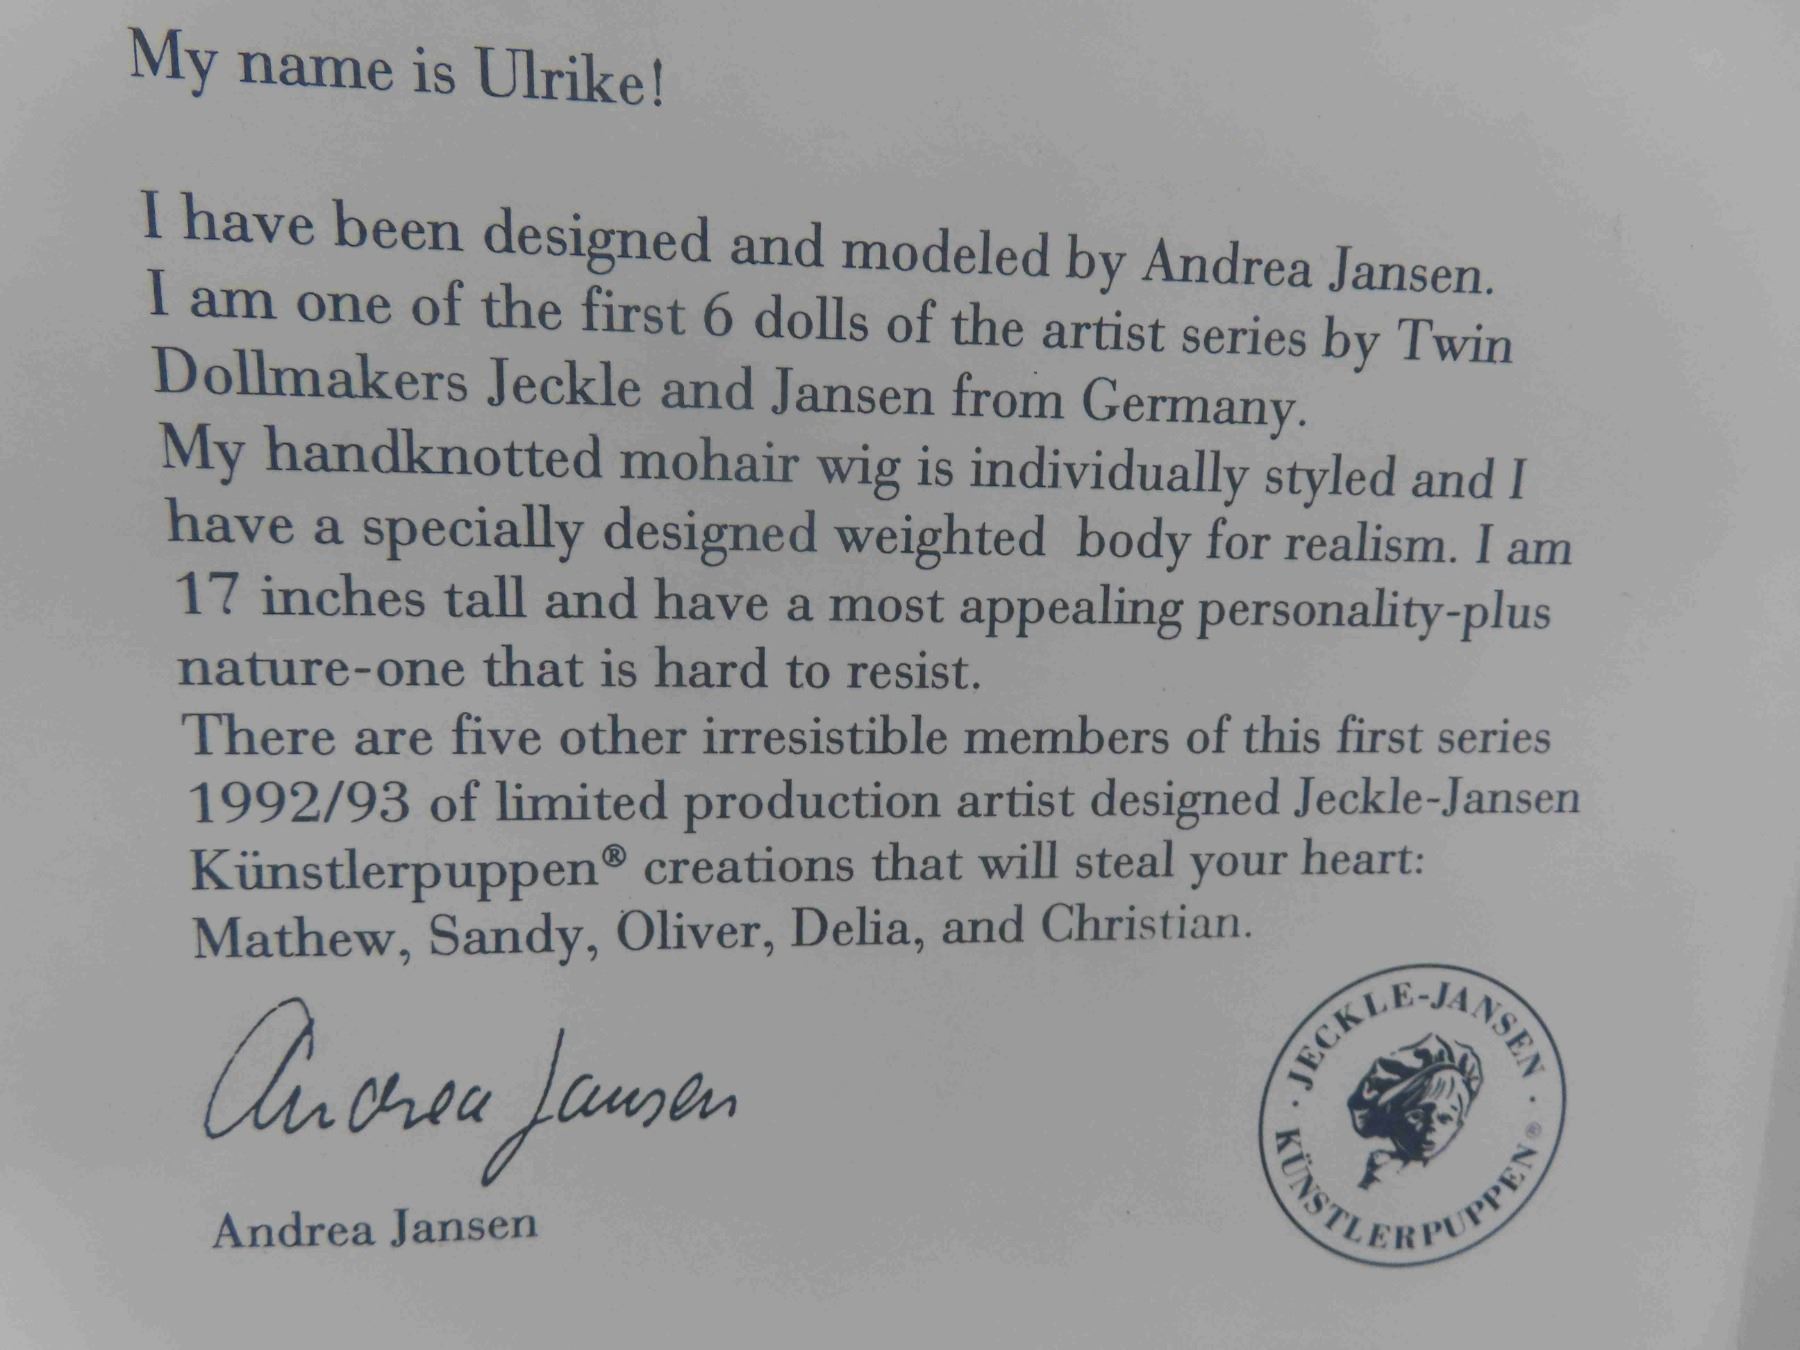 My name is Ulrike!
I have been designed and modeled by Andrea Jansen.
I am one of the first 6 dolls of the artist series by Twin
Dollmakers Jeckle and Jansen from Germany.
My handknotted mohair wig is individually styled and I
have a specially designed weighted body for realism. I am
17 inches tall and have a most appealing personality-plus
nature-one that is hard to resist.
There are five other irresistible members of this first series
1992/93 of limited production artist designed Jeckle-Jansen
Künstlerpuppen® creations that will steal your heart:
Mathew, Sandy, Oliver, Delia, and Christian.
Andrea Jansen
Andrea Jansen
· JECKLE-JANSEN ·
KÜNSTLERPUPPEN®